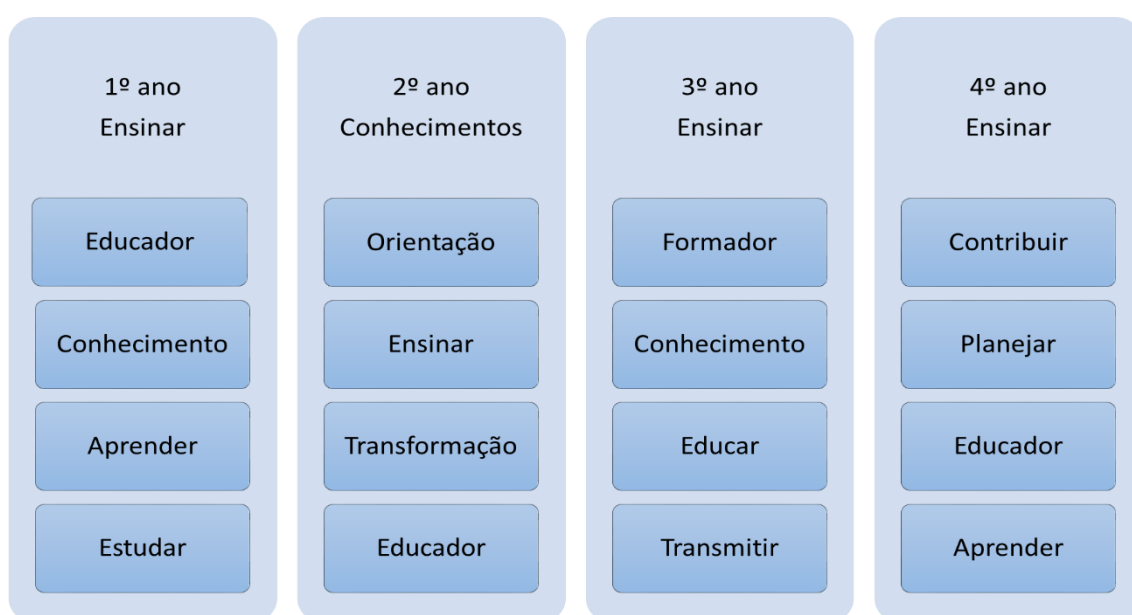 1º ano
Ensinar
Educador
Conhecimento
Aprender
Estudar
2º ano
Conhecimentos
Orientação
Ensinar
Transformação
Educador
3º ano
Ensinar
Formador
Conhecimento
Educar
Transmitir
4º ano
Ensinar
Contribuir
Planejar
Educador
Aprender